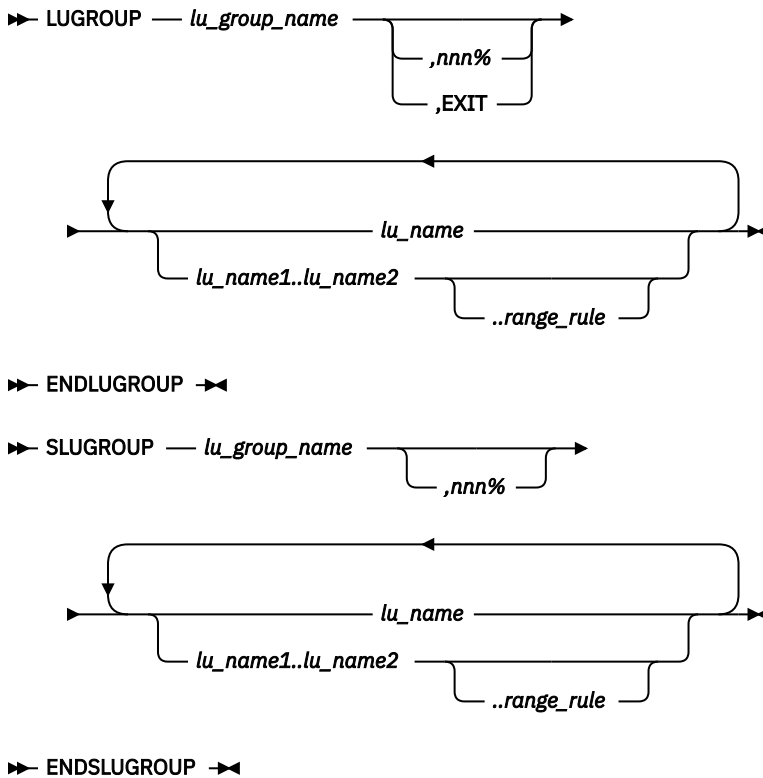 LUGROUP lu_group_name
,nnn%
,EXIT
lu_name
lu_name1..lu_name2
..range_rule
ENDLUGROUP
SLUGROUP lu_group_name
,nnn%
lu_name
lu_name1..lu_name2
..range_rule
ENDSLUGROUP